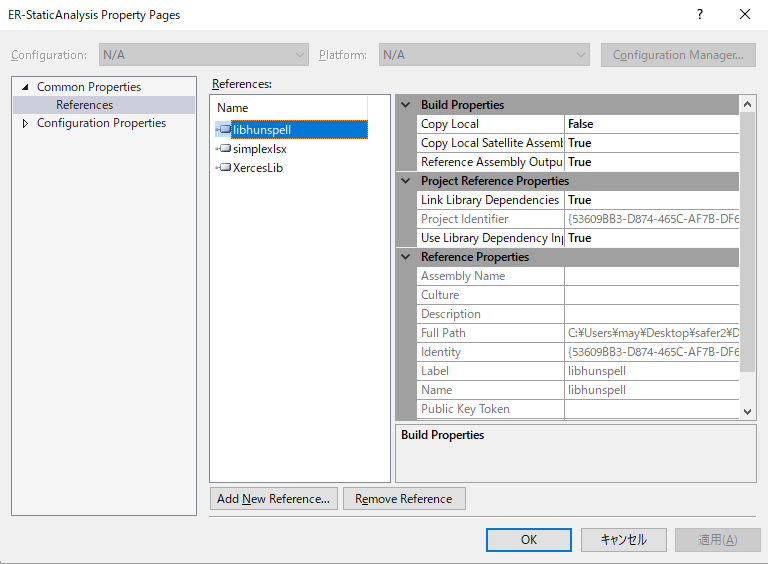 ER-StaticAnalysis Property Pages
Configuration: N/A Platform: N/A Configuration Manager...
Common Properties
References
Configuration Properties
References:
Name
libhunspell
simplexlsx
XercesLib
Build Properties
Copy Local False
Copy Local Satellite Assem True
Reference Assembly Outpu True
Project Reference Properties
Link Library Dependencies True
Project Identifier {53609BB3-D874-465C-AF7B-DF6
Use Library Dependency Inp True
Reference Properties
Assembly Name
Culture
Description
Full Path C:¥Users¥may¥Desktop¥safer2¥D
Identity {53609BB3-D874-465C-AF7B-DF6
Label libhunspell
Name libhunspell
Public Key Token
Build Properties
Add New Reference... Remove Reference
OK キャンセル 適用(A)